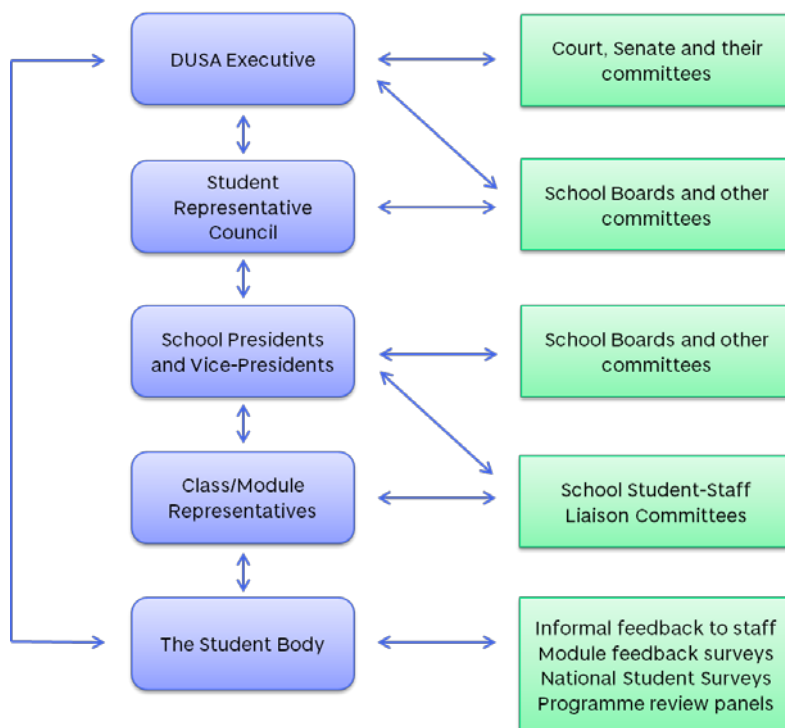 DUSA Executive
Court, Senate and their
committees
Student
Representative
Council
School Boards and other
committees
School Presidents
and Vice-Presidents
School Boards and other
committees
Class/Module
Representatives
School Student-Staff
Liaison Committees
The Student Body
Informal feedback to staff
Module feedback surveys
National Student Surveys
Programme review panels